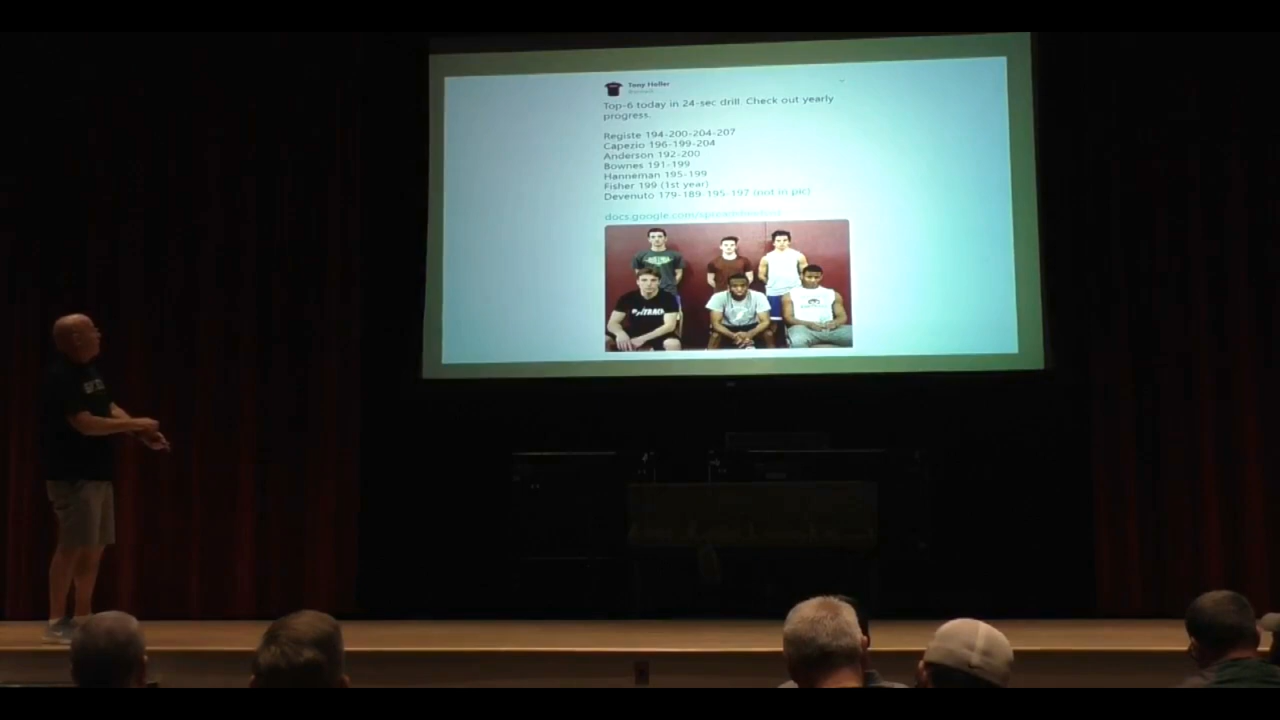 Tony Holler
Top-6 today in 24-sec drill. Check out yearly
progress.
Registe 194-200-204-207
Capezio 196-199-204
Anderson 192-200
Bownes 191-199
Hanneman 195-199
Fisher 199 (1st year)
Devenuto 179-189-195-197 (not in pic)